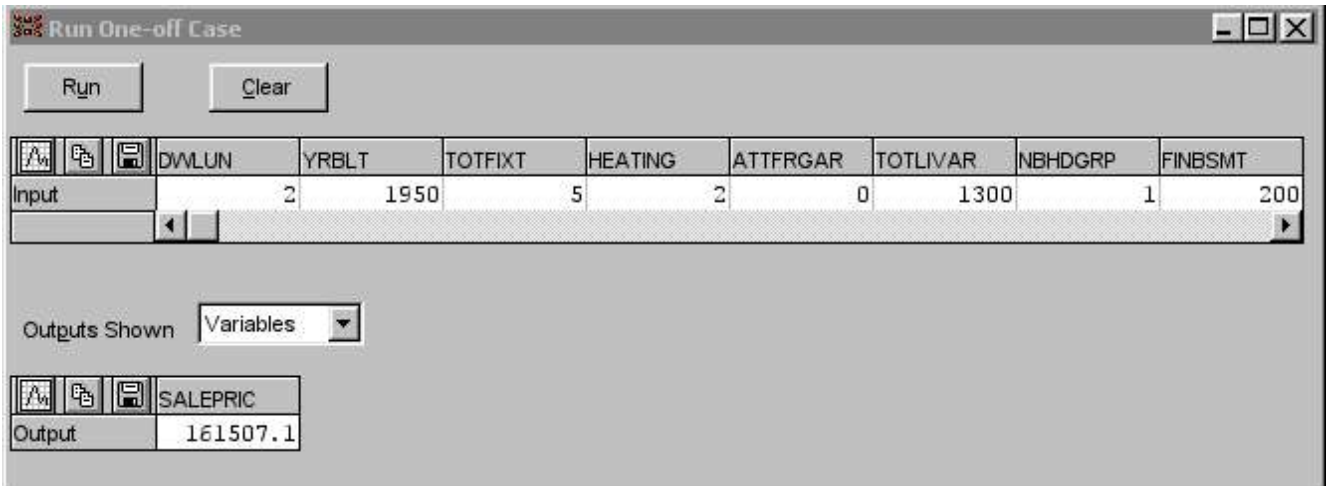 Run One-off Case
Run Clear
DWLUN YRBLT TOTFIXT HEATING ATTFRGAR TOTLIVAR NBHDGRP FINBSMT
Input 2 1950 5 2 0 1300 1 200
Outputs Shown Variables
SALEPRIC
Output 161507.1